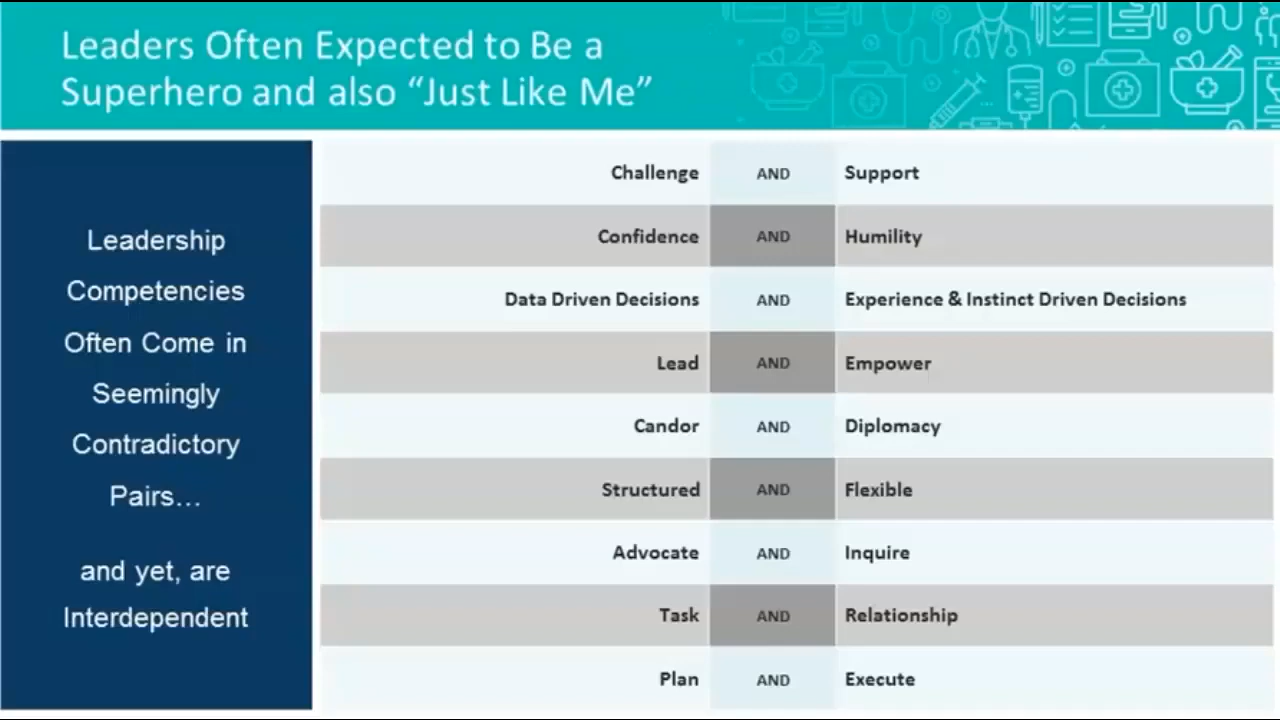 Leaders Often Expected to Be a
Superhero and also “Just Like Me”
Leadership
Competencies
Often Come in
Seemingly
Contradictory
Pairs…
and yet, are
Interdependent
Challenge AND Support
Confidence AND Humility
Data Driven Decisions AND Experience & Instinct Driven Decisions
Lead AND Empower
Candor AND Diplomacy
Structured AND Flexible
Advocate AND Inquire
Task AND Relationship
Plan AND Execute